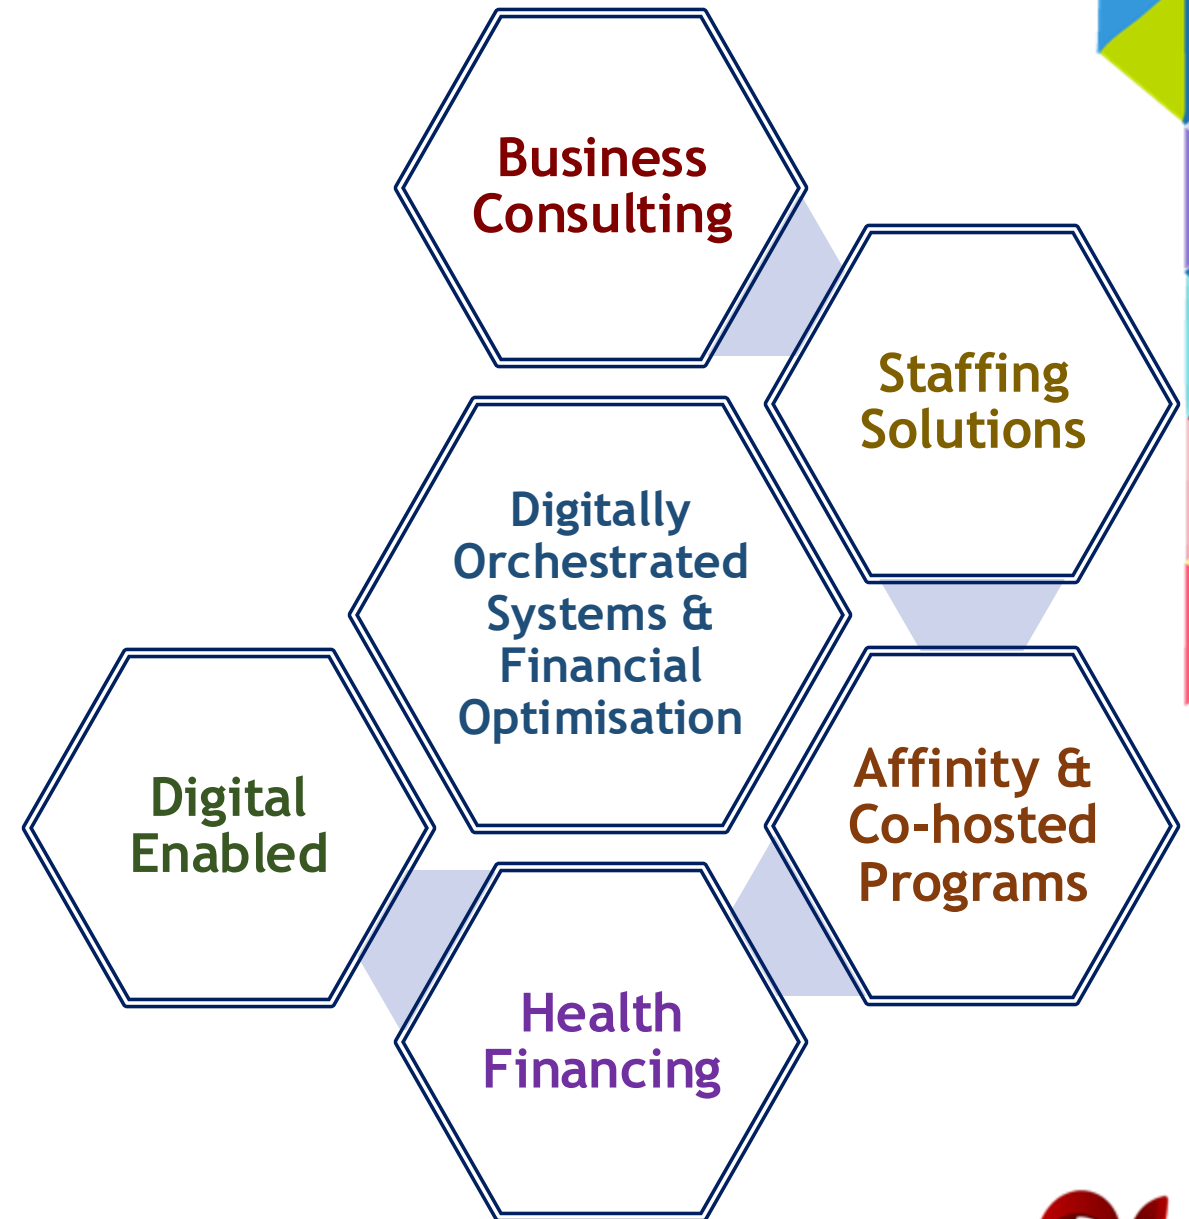 Business
Consulting
Staffing
Solutions
Digitally
Orchestrated
Systems &
Financial
Optimisation
Affinity &
Co-hosted
Programs
Digital
Enabled
Health
Financing